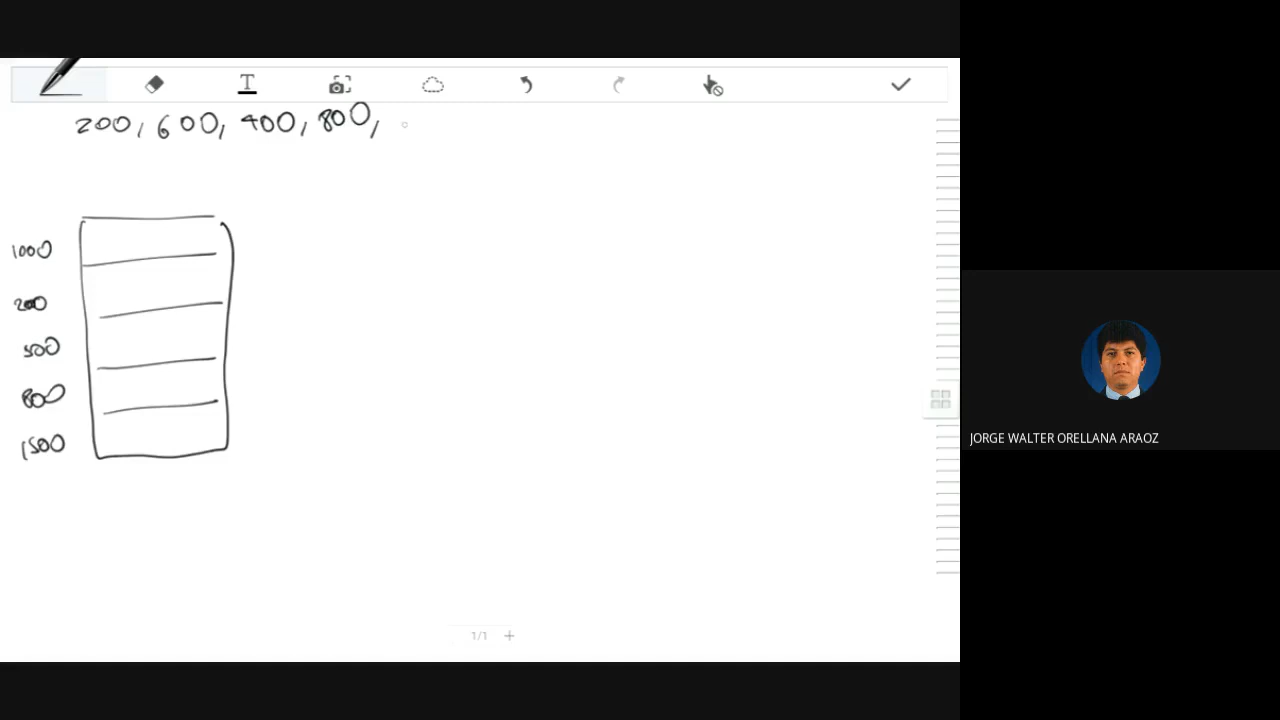 T
200, 600, 400, 800,
1000
200
500
800
1500
JORGE WALTER ORELLANA ARAOZ
1/1 +